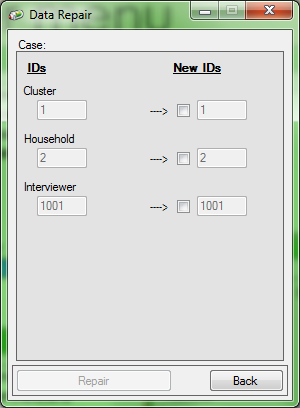 Data Repair
Case:
IDs New IDs
Cluster
1 ----> 1
Household
2 ----> 2
Interviewer
1001 ----> 1001
Repair Back